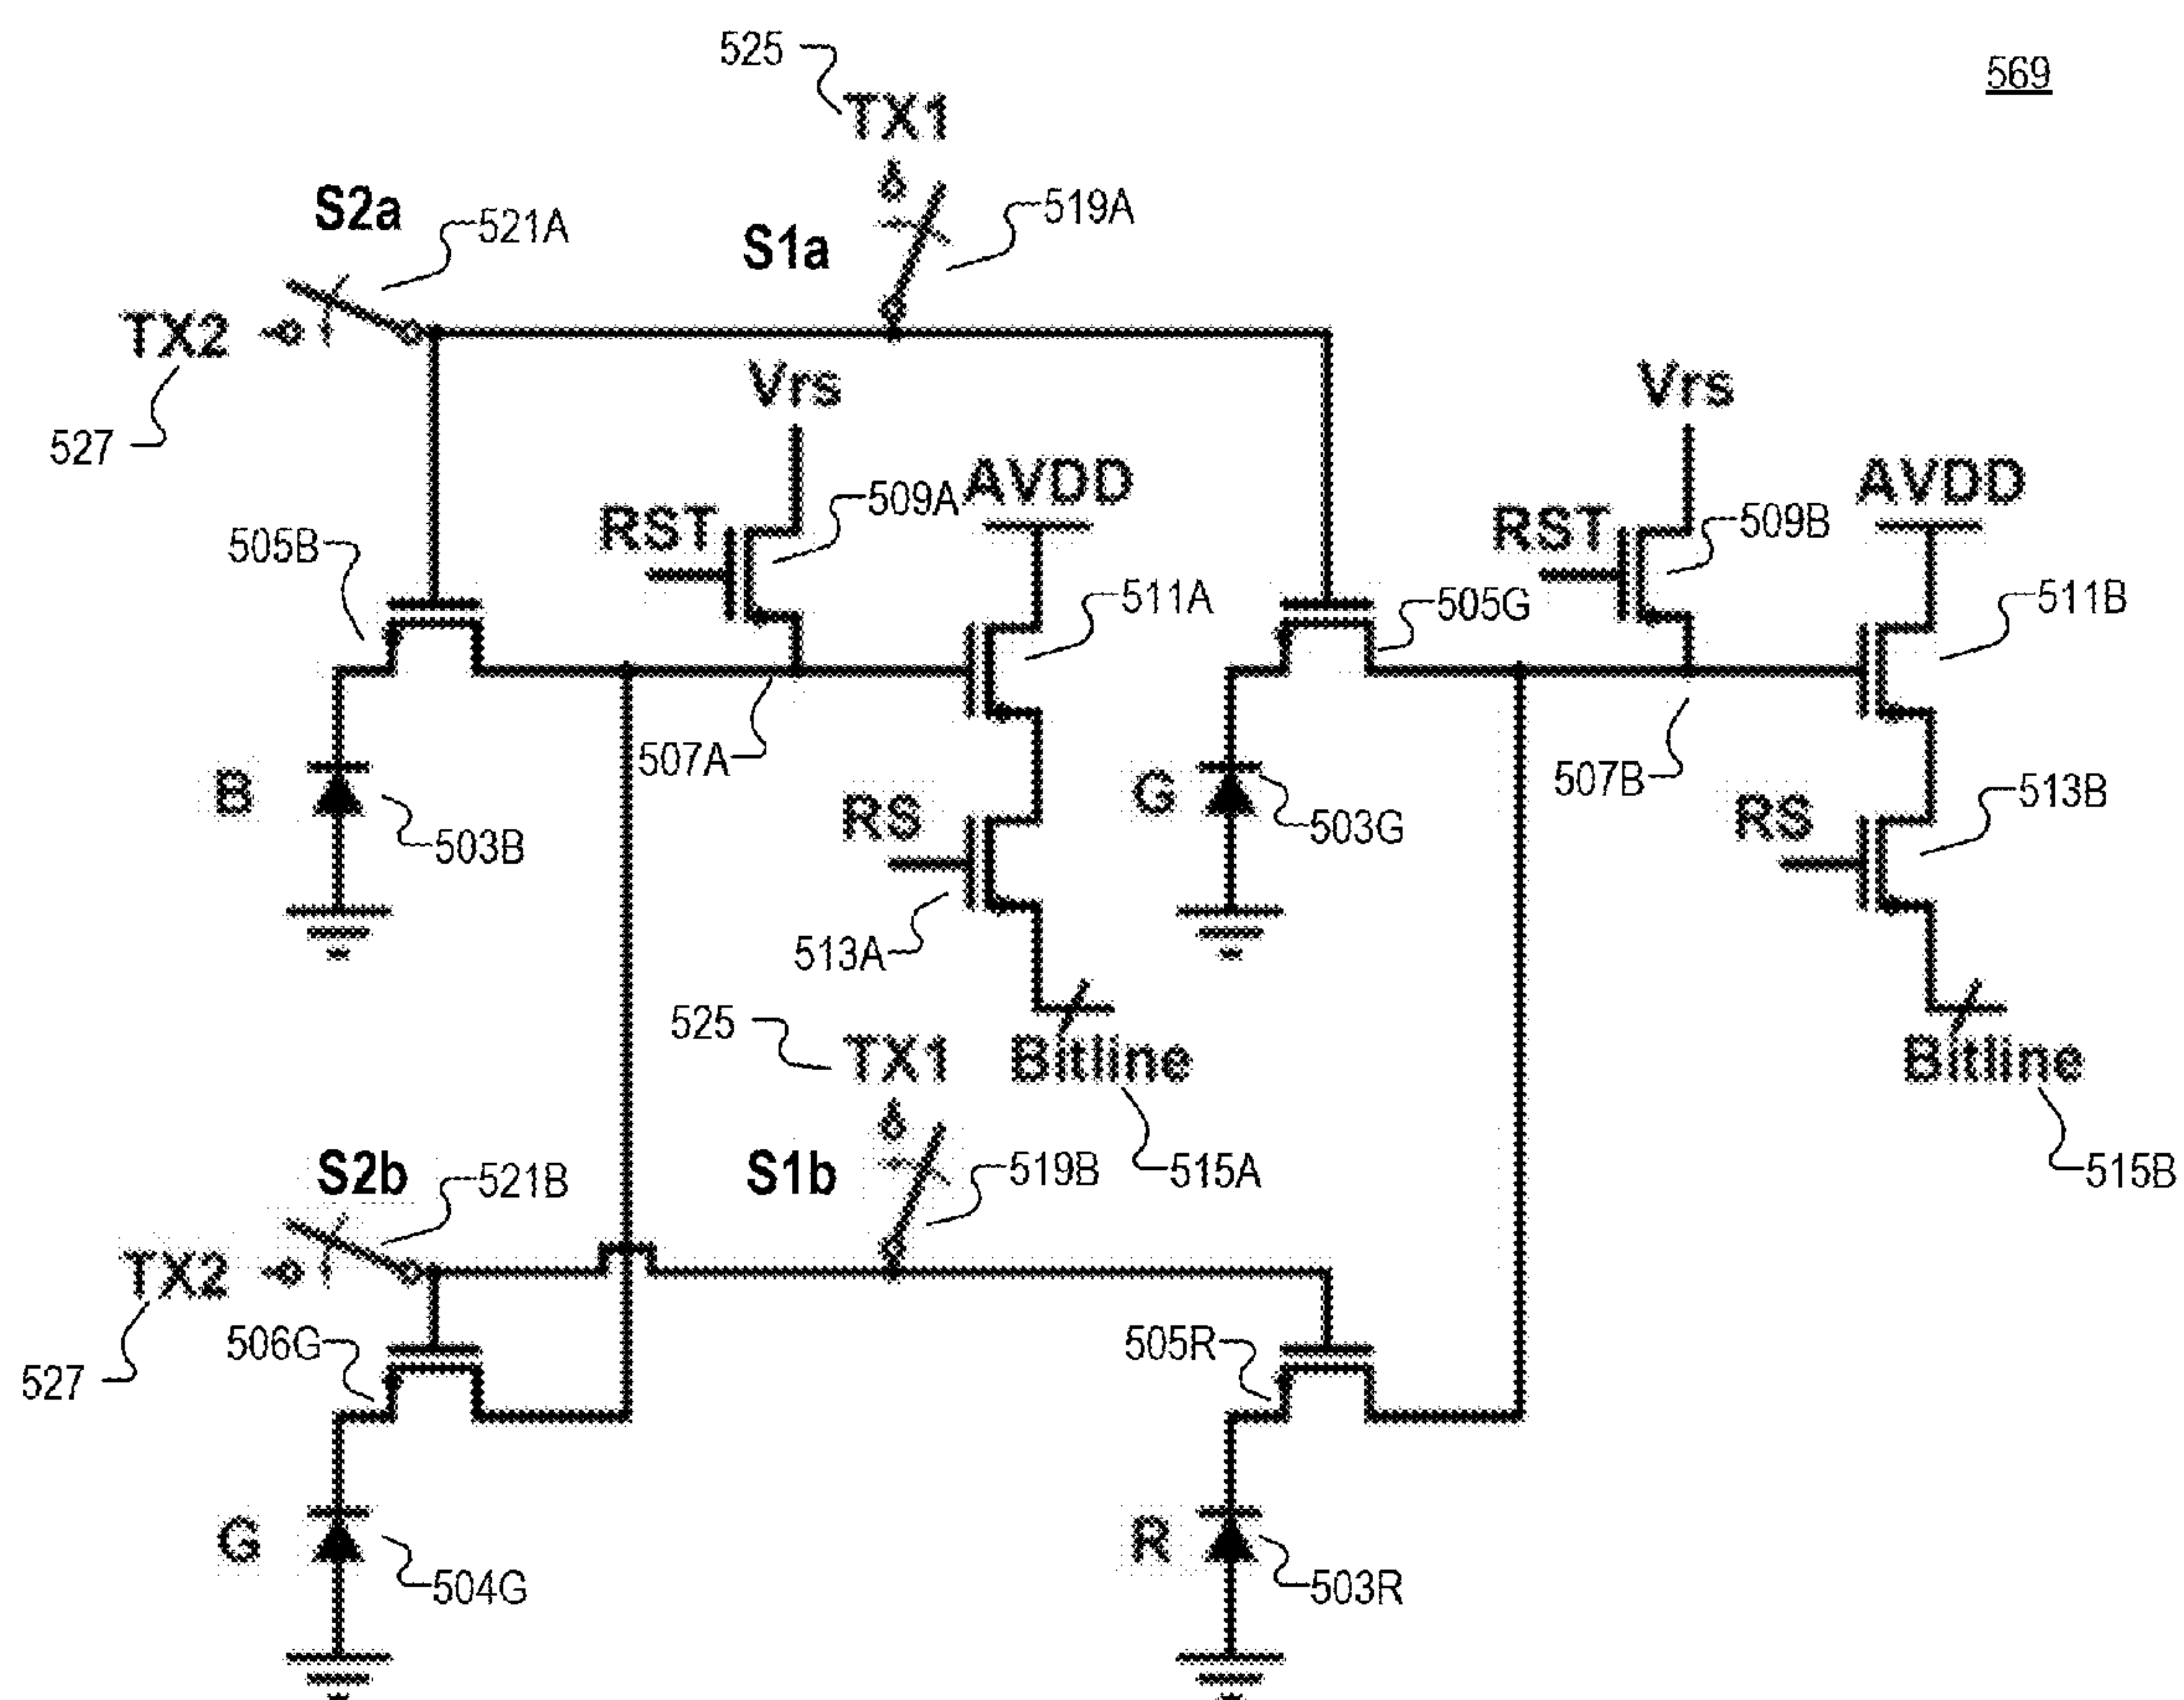 525
569
TX1
S2a
521A
519A
S1a
TX2
527
Vrs
Vrs
505B
RST
509A
AVDD
RST
509B
AVDD
511A
505G
511B
507A
507B
B
503B
RS
G
503G
RS
513B
513A
525
TX1
Bitline
Bitline
S2b
521B
S1b
519B
515A
515B
TX2
527
506G
505R
G
504G
R
503R